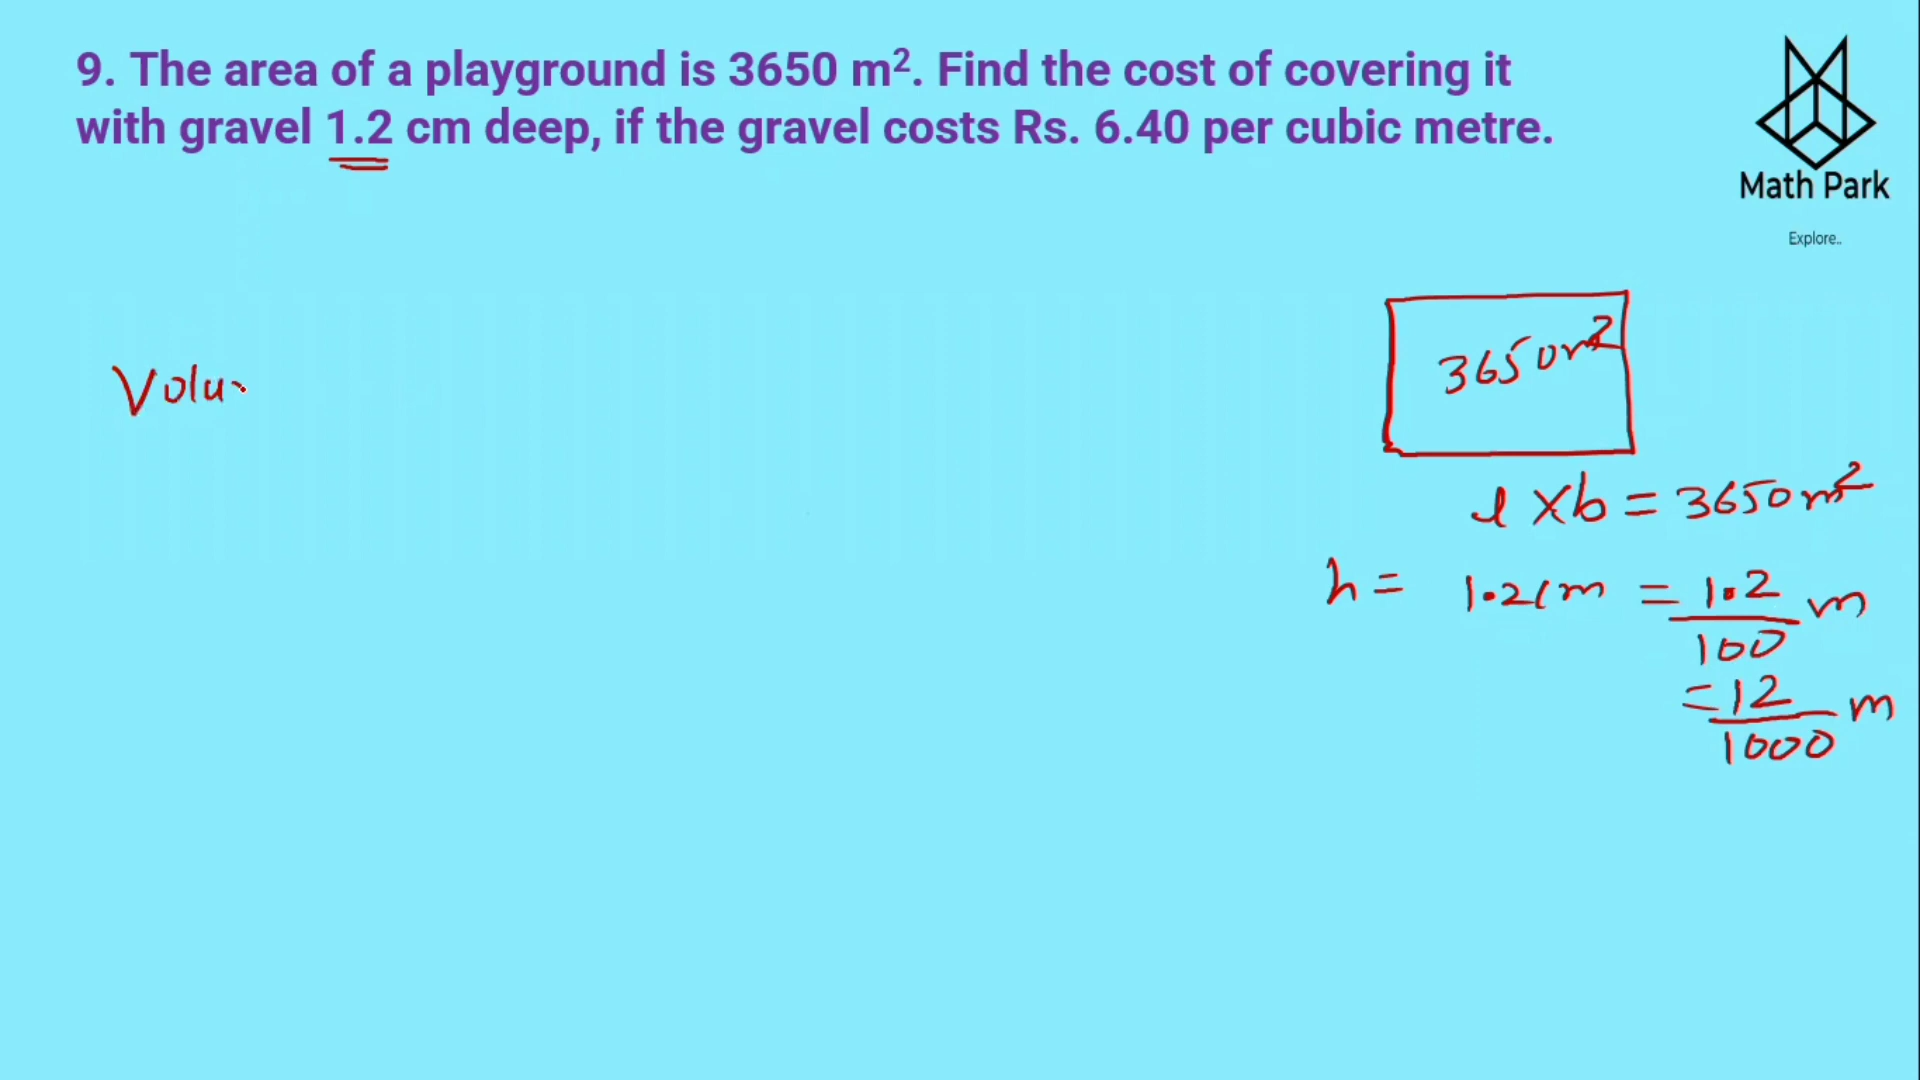 9. The area of a playground is 3650 m². Find the cost of covering it
with gravel 1.2 cm deep, if the gravel costs Rs. 6.40 per cubic metre.
Math Park
Explore..
3650m²
Volu
l × b = 3650m²
h = 1.2cm = 1.2/100 m
= 12/1000 m